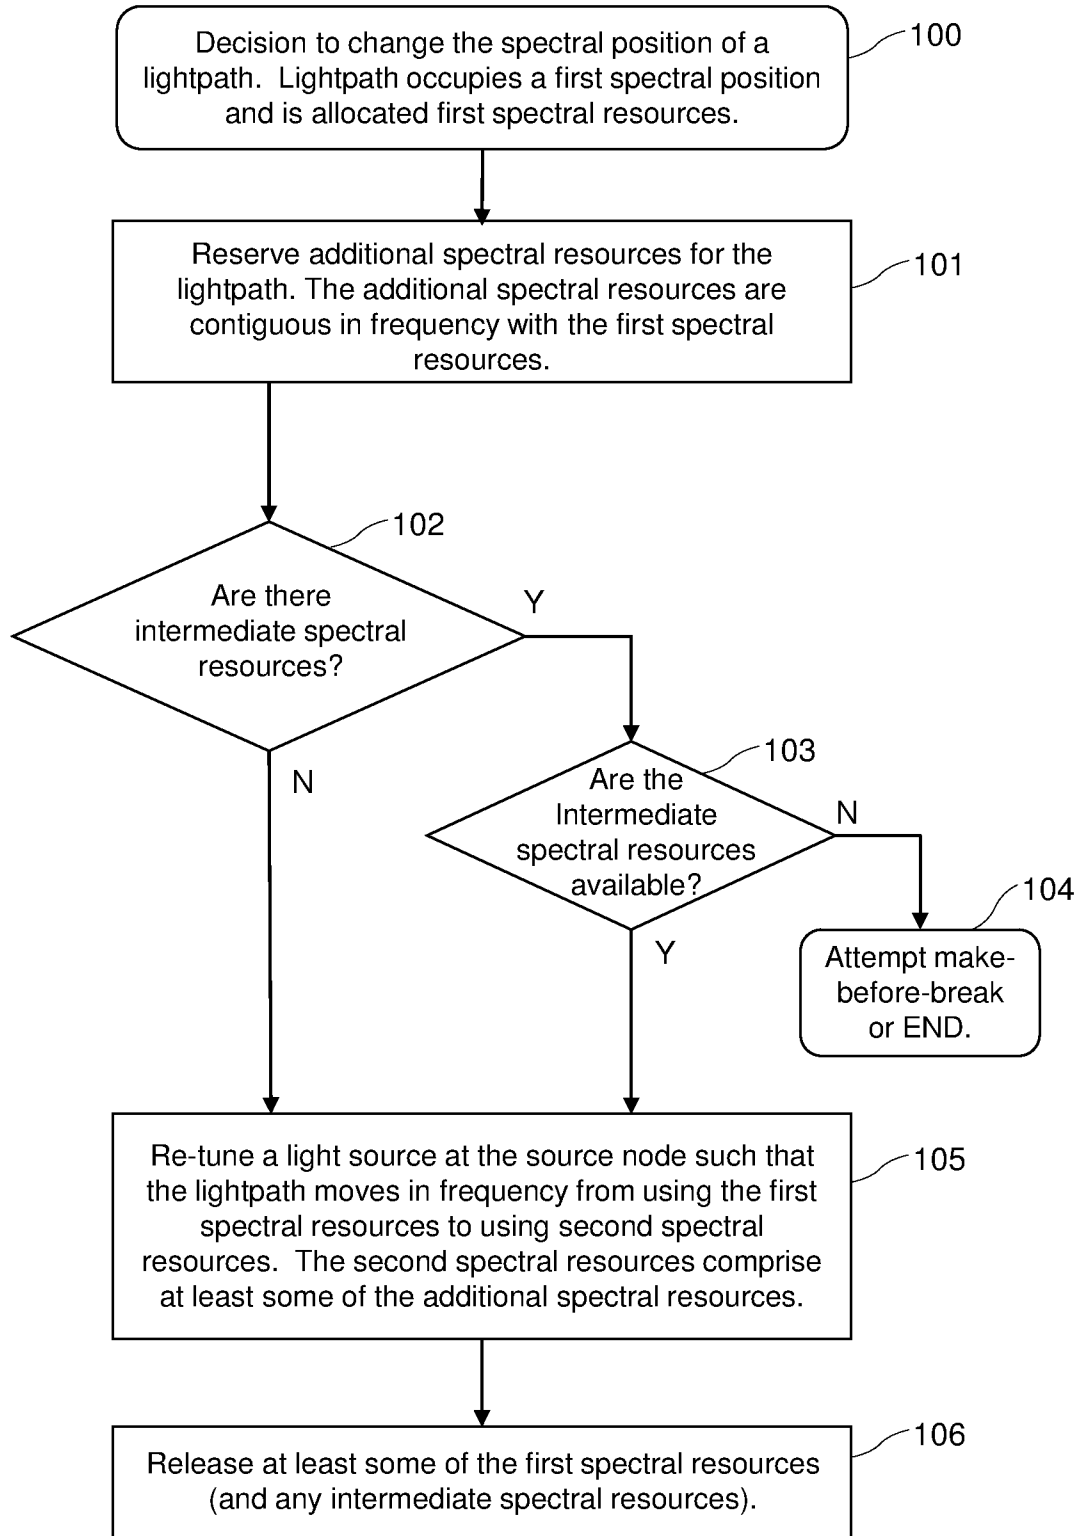 Decision to change the spectral position of a
lightpath.  Lightpath occupies a first spectral position
and is allocated first spectral resources.
100
Reserve additional spectral resources for the
lightpath. The additional spectral resources are
contiguous in frequency with the first spectral
resources.
101
102
Are there
intermediate spectral
resources?
Y
N
103
Are the
Intermediate
spectral resources
available?
N
Y
104
Attempt make-
before-break
or END.
Re-tune a light source at the source node such that
the lightpath moves in frequency from using the first
spectral resources to using second spectral
resources.  The second spectral resources comprise
at least some of the additional spectral resources.
105
Release at least some of the first spectral resources
(and any intermediate spectral resources).
106